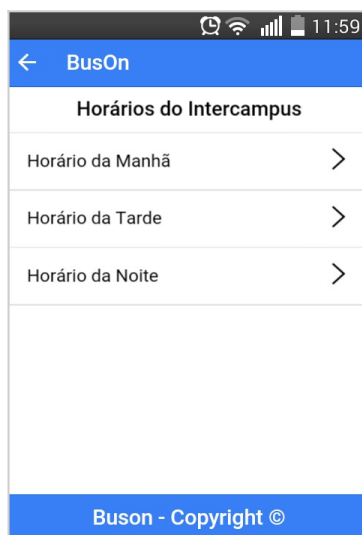 11:59
BusOn
Horários do Intercampus
Horário da Manhã
Horário da Tarde
Horário da Noite
Buson - Copyright ©